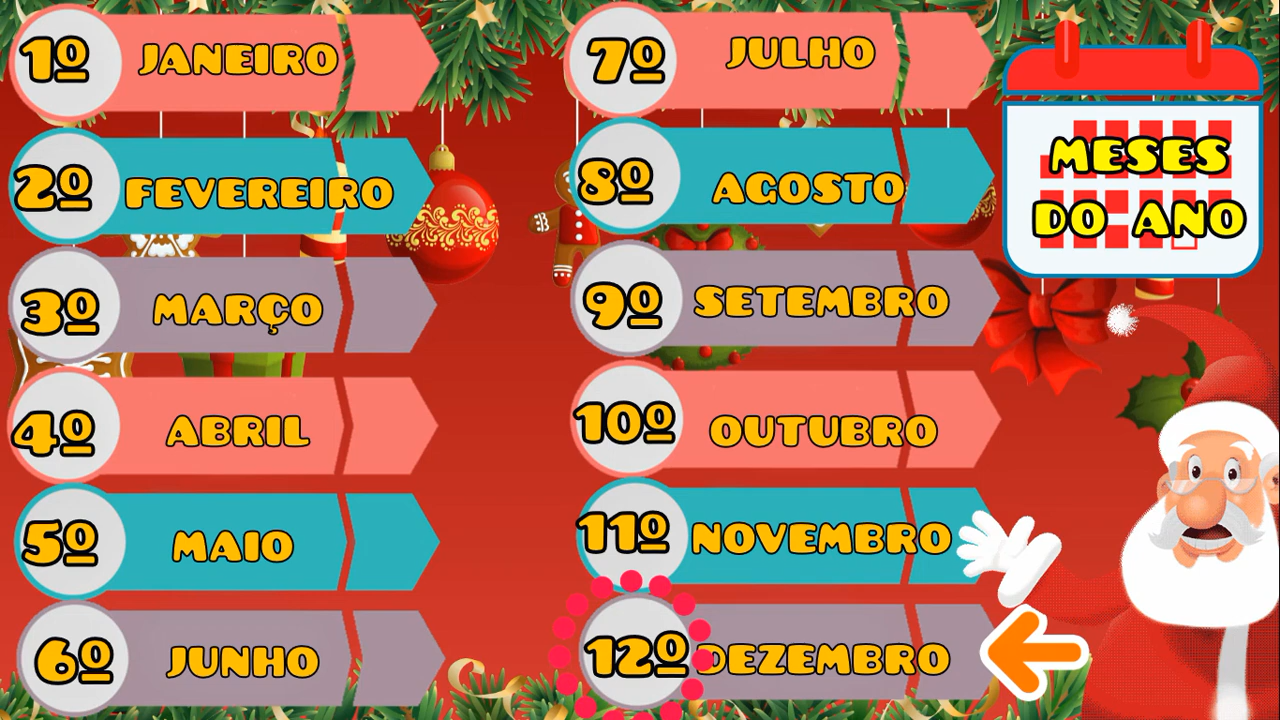 1º JANEIRO
2º FEVEREIRO
3º MARÇO
4º ABRIL
5º MAIO
6º JUNHO
7º JULHO
8º AGOSTO
9º SETEMBRO
10º OUTUBRO
11º NOVEMBRO
12º DEZEMBRO
MESES
DO ANO